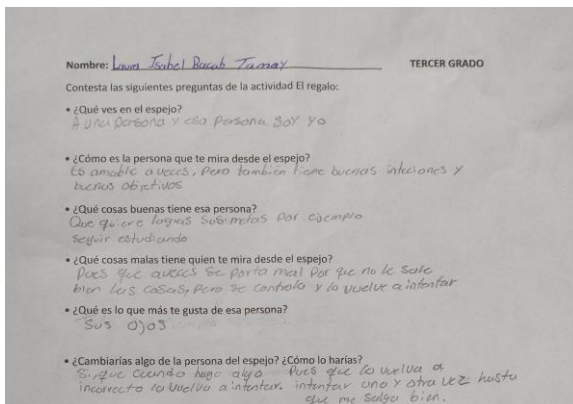 Nombre: Laura Isabel Bacab Tamay TERCER GRADO
Contesta las siguientes preguntas de la actividad El regalo:
• ¿Qué ves en el espejo?
A una persona y esa persona soy yo
• ¿Cómo es la persona que te mira desde el espejo?
Es amable a veces, pero tambien tiene buenas inteciones y
buenos objetivos
• ¿Qué cosas buenas tiene esa persona?
Que quiere lograr sus metas por ejemplo
seguir estudiando
• ¿Qué cosas malas tiene quien te mira desde el espejo?
Pues que aveces se porta mal por que no le sale
bien las cosas, pero se controla y lo vuelve a intentar
• ¿Qué es lo que más te gusta de esa persona?
Sus ojos
• ¿Cambiarías algo de la persona del espejo? ¿Cómo lo harías?
que cuando hago algo Pues que lo vuelva a
incorrecto lo vuelvo a intentar. intentar una y otra vez hasta
que me salga bien.